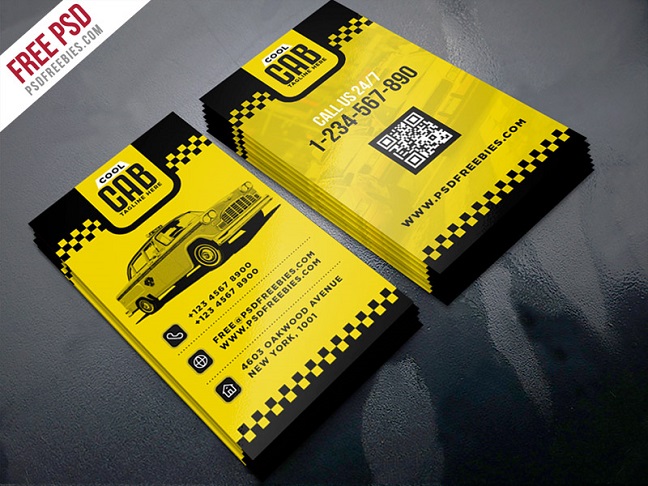 FREE PSD
PSDFREEBIES.COM
COOL
CAB
TAGLINE HERE
+123 4567 8900
+123 4567 8900
FREE@PSDFREEBIES.COM
WWW.PSDFREEBIES.COM
4603 OAKWOOD AVENUE
NEW YORK, 1001
COOL
CAB
TAGLINE HERE
CALL US 24/7
1-234-567-890
WWW.PSDFREEBIES.COM